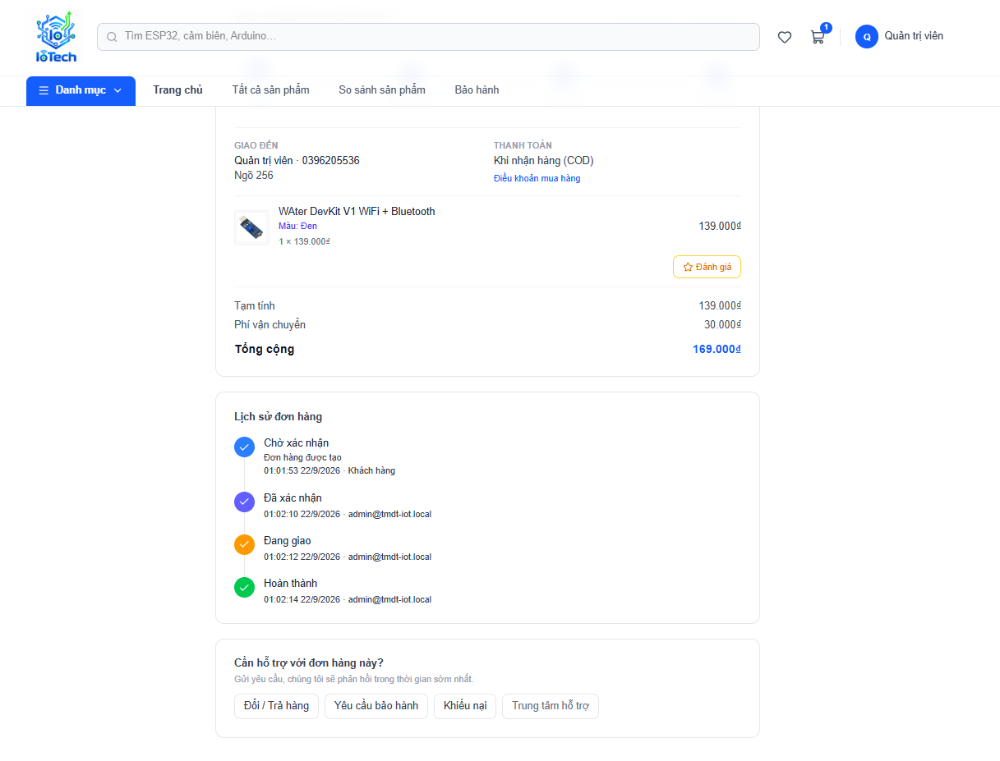 IoTech
Tìm ESP32, cảm biến, Arduino...
1
Q
Quản trị viên
Danh mục
Trang chủ
Tất cả sản phẩm
So sánh sản phẩm
Bảo hành
GIAO ĐẾN
Quản trị viên · 0396205536
Ngõ 256
THANH TOÁN
Khi nhận hàng (COD)
Điều khoản mua hàng
WAter DevKit V1 WiFi + Bluetooth
Màu: Đen
1 × 139.000₫
139.000₫
Đánh giá
Tạm tính
139.000₫
Phí vận chuyển
30.000₫
Tổng cộng
169.000₫
Lịch sử đơn hàng
Chờ xác nhận
Đơn hàng được tạo
01:01:53 22/9/2026 · Khách hàng
Đã xác nhận
01:02:10 22/9/2026 · admin@tmdt-iot.local
Đang giao
01:02:12 22/9/2026 · admin@tmdt-iot.local
Hoàn thành
01:02:14 22/9/2026 · admin@tmdt-iot.local
Cần hỗ trợ với đơn hàng này?
Gửi yêu cầu, chúng tôi sẽ phản hồi trong thời gian sớm nhất.
Đổi / Trả hàng
Yêu cầu bảo hành
Khiếu nại
Trung tâm hỗ trợ